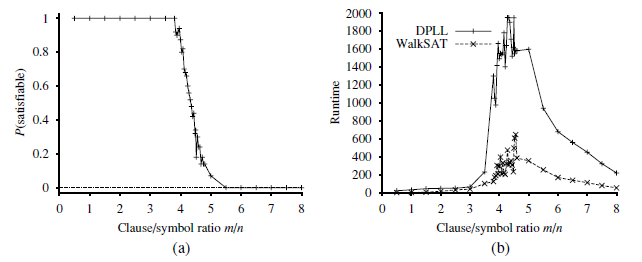 1
0.8
0.6
0.4
0.2
0
P(satisfiable)
0 1 2 3 4 5 6 7 8
Clause/symbol ratio m/n
(a)
2000
1800
1600
1400
1200
1000
800
600
400
200
0
Runtime
DPLL
WalkSAT
0 1 2 3 4 5 6 7 8
Clause/symbol ratio m/n
(b)